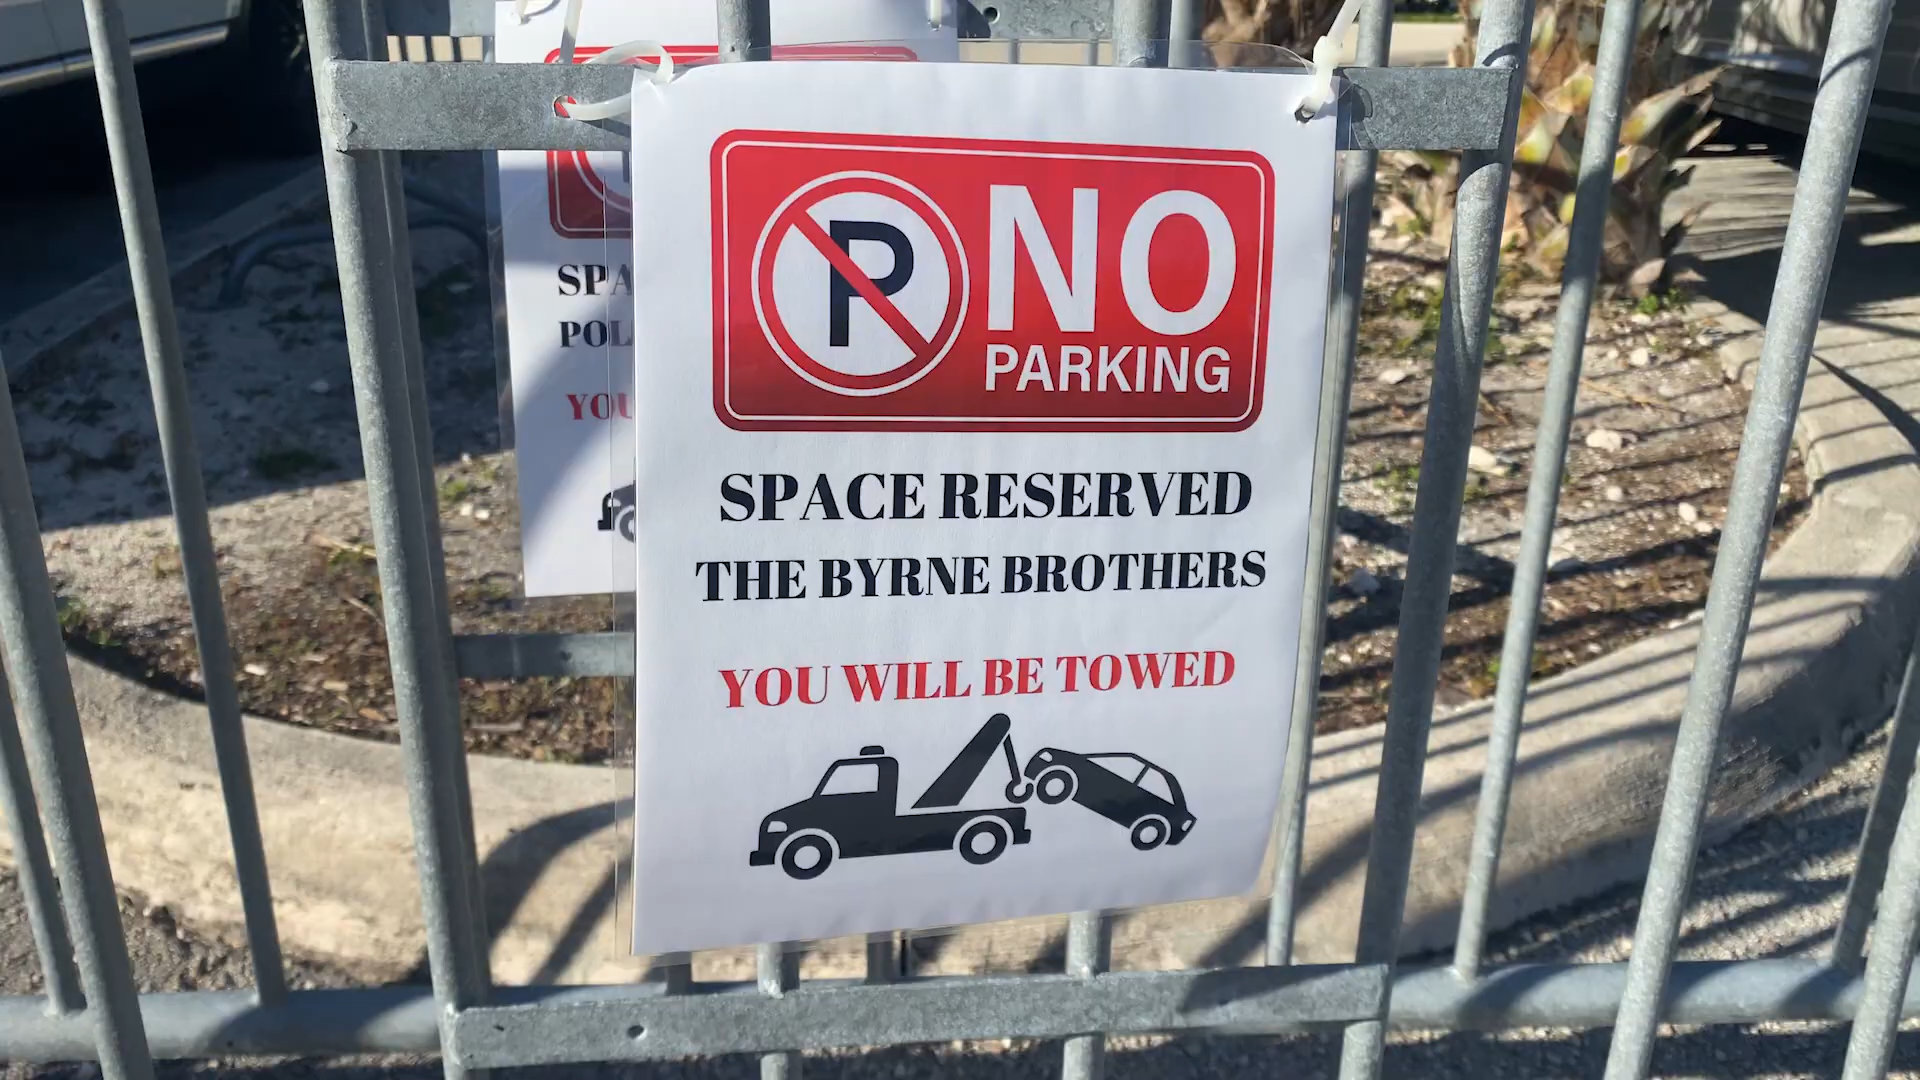 P NO
PARKING
SPACE RESERVED
THE BYRNE BROTHERS
YOU WILL BE TOWED